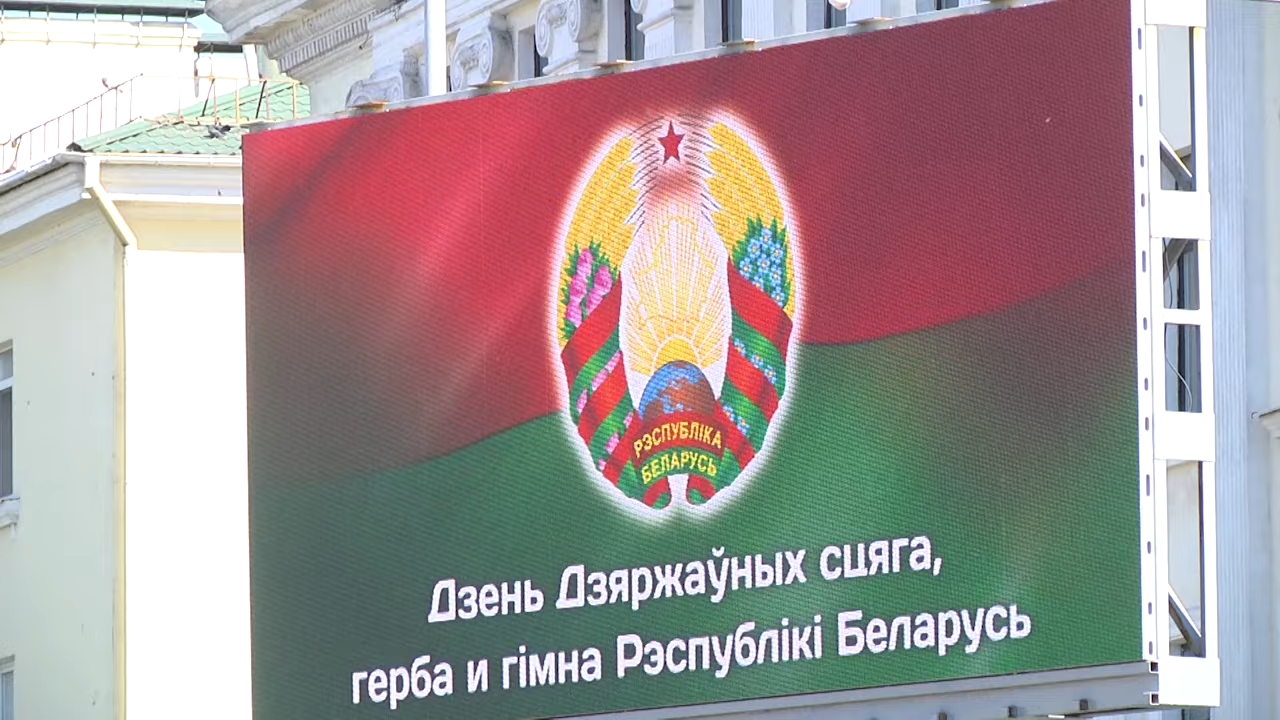 РЭСПУБЛІКА
БЕЛАРУСЬ
Дзень Дзяржаўных сцяга,
герба и гімна Рэспублікі Беларусь